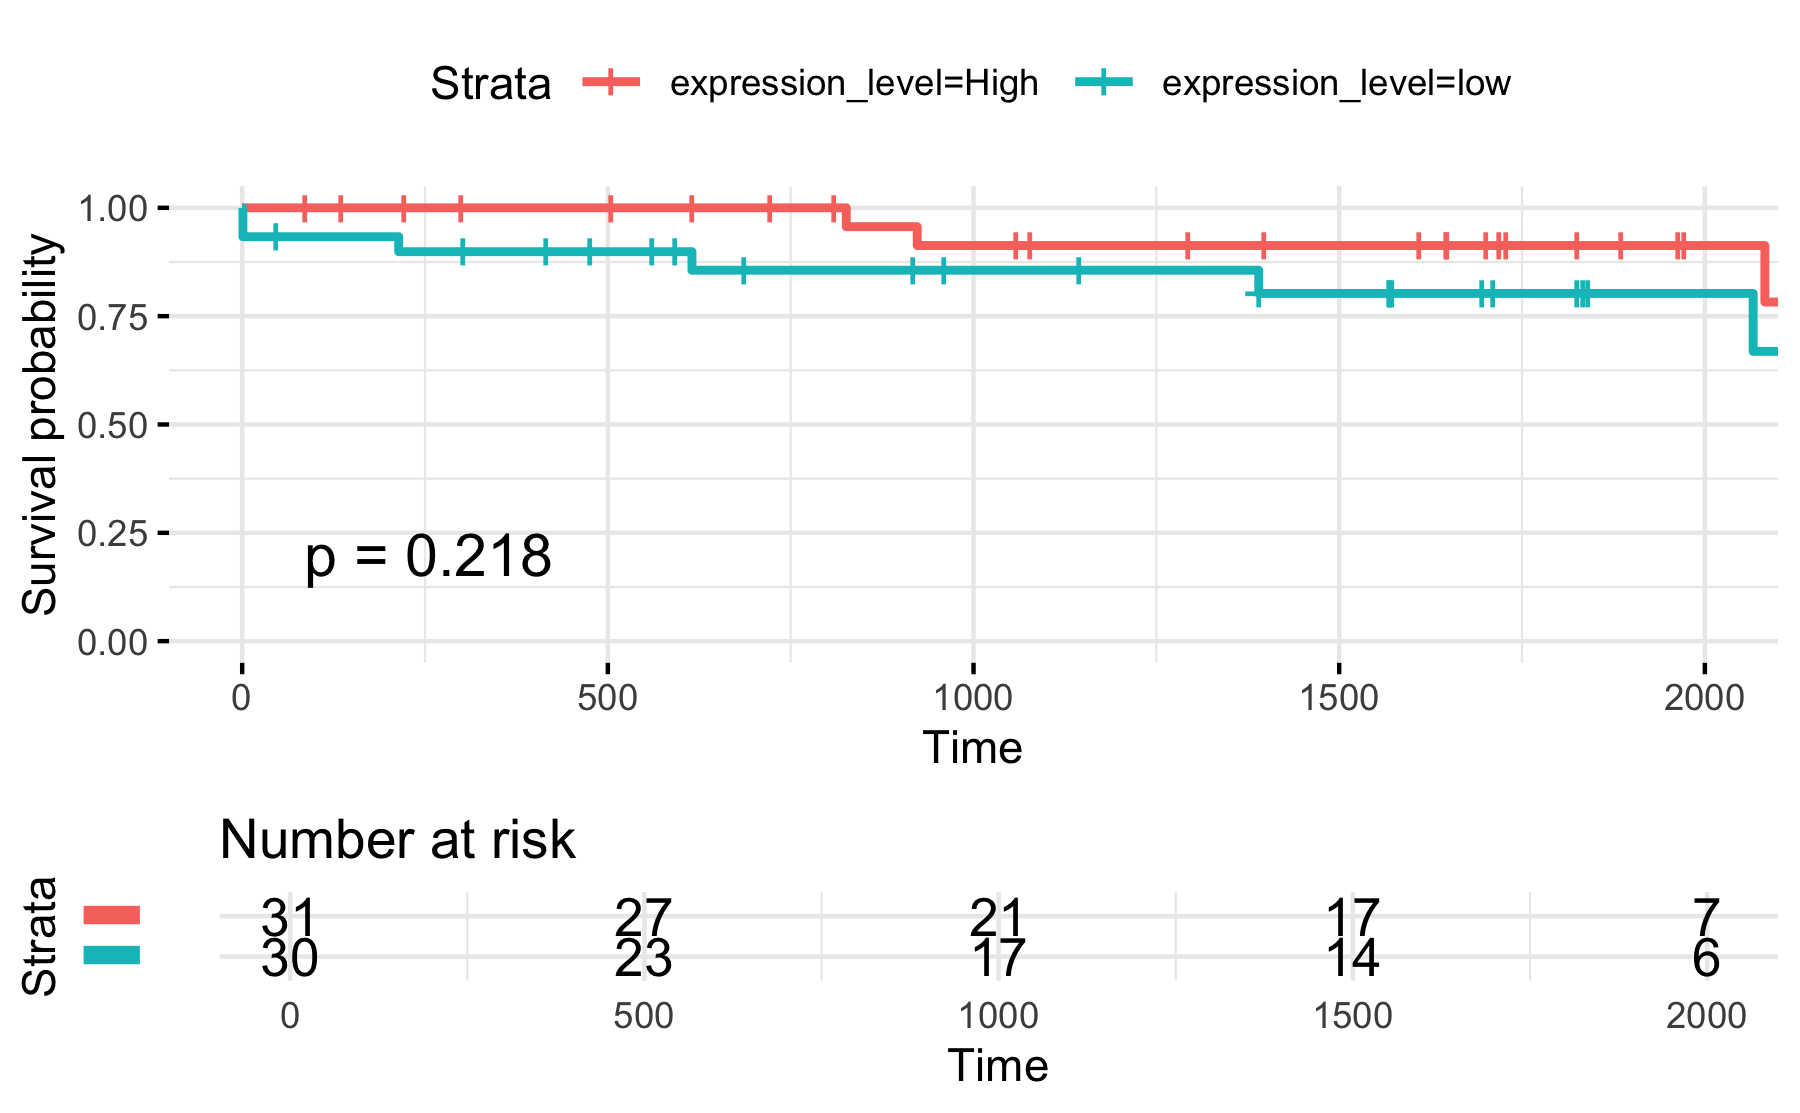 Strata expression_level=High expression_level=low
Survival probability
1.00
0.75
0.50
0.25
0.00
p = 0.218
0 500 1000 1500 2000
Time
Number at risk
Strata
31 27 21 17 7
30 23 17 14 6
0 500 1000 1500 2000
Time